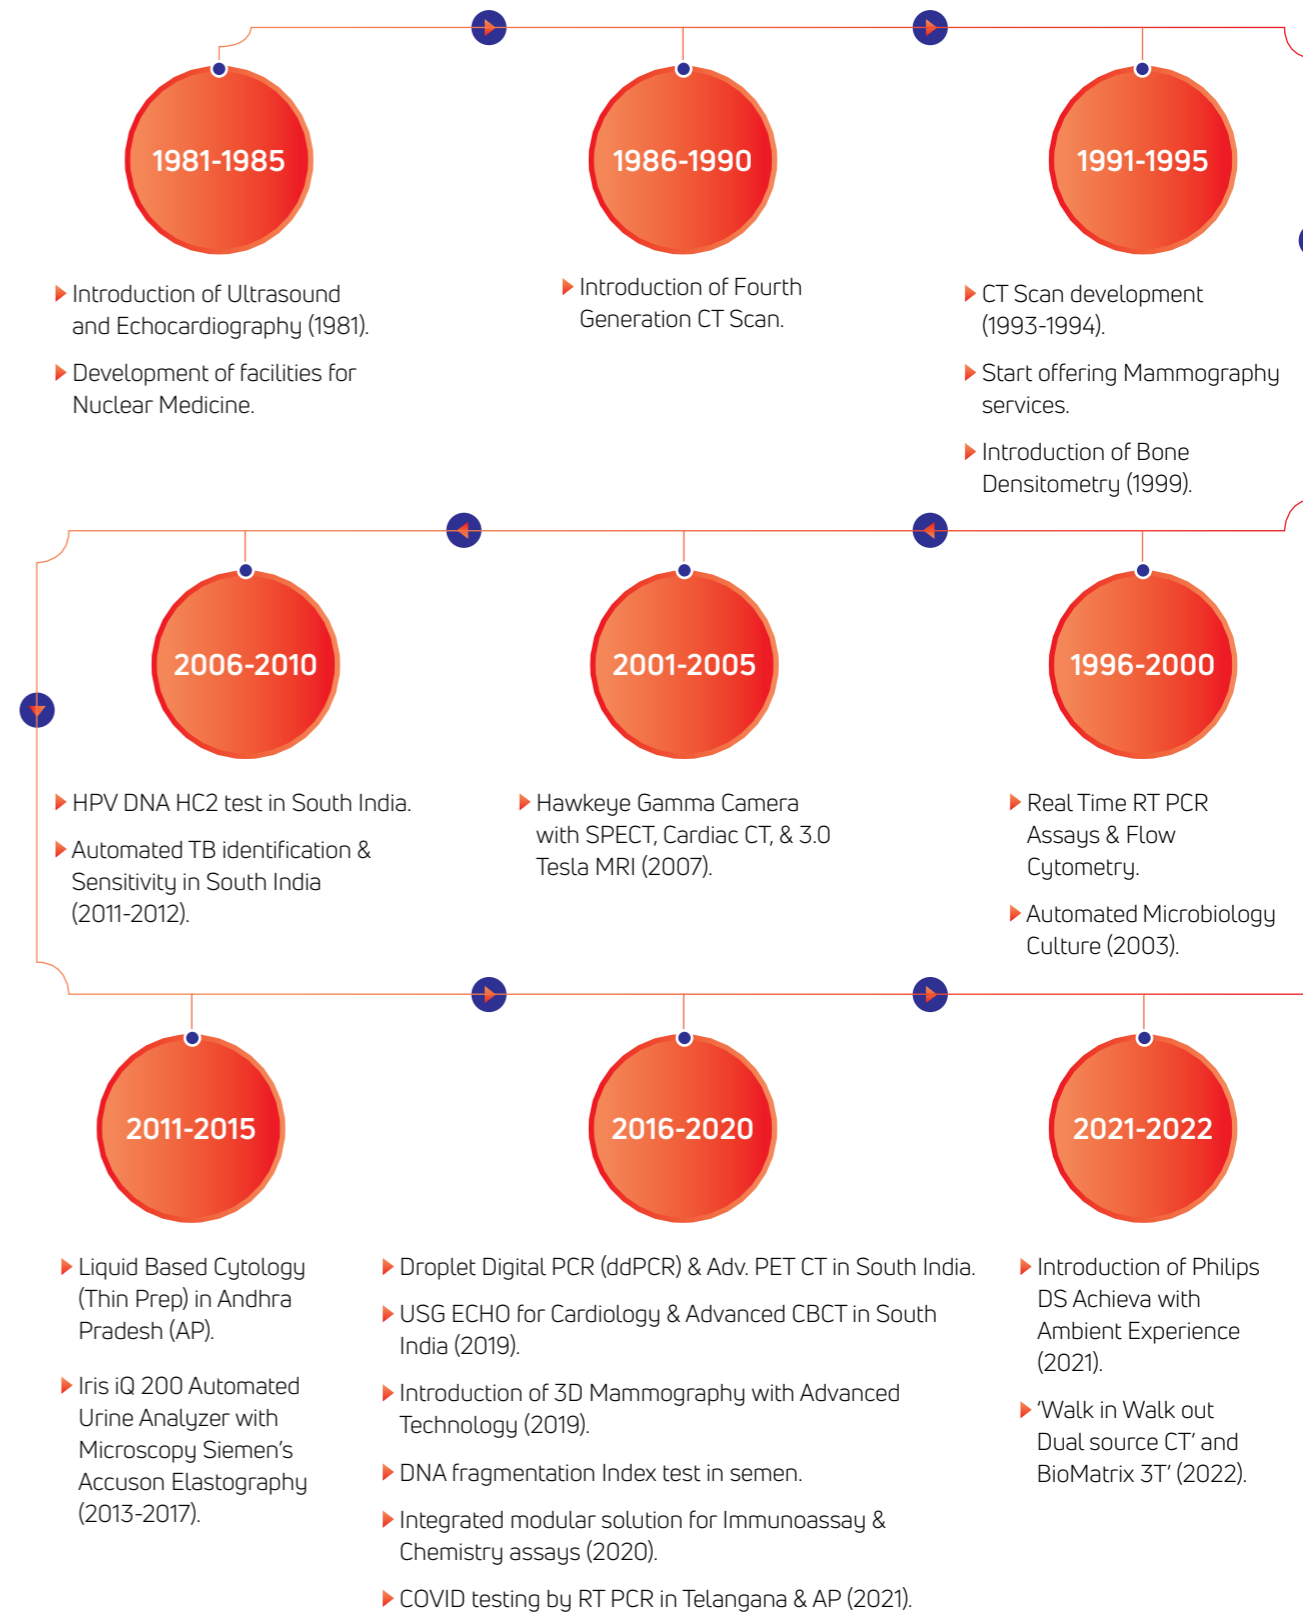 1981-1985
Introduction of Ultrasound
and Echocardiography (1981).
Development of facilities for
Nuclear Medicine.
1986-1990
Introduction of Fourth
Generation CT Scan.
1991-1995
CT Scan development
(1993-1994).
Start offering Mammography
services.
Introduction of Bone
Densitometry (1999).
1996-2000
Real Time RT PCR
Assays & Flow
Cytometry.
Automated Microbiology
Culture (2003).
2001-2005
Hawkeye Gamma Camera
with SPECT, Cardiac CT, & 3.0
Tesla MRI (2007).
2006-2010
HPV DNA HC2 test in South India.
Automated TB identification &
Sensitivity in South India
(2011-2012).
2011-2015
Liquid Based Cytology
(Thin Prep) in Andhra
Pradesh (AP).
Iris iQ 200 Automated
Urine Analyzer with
Microscopy Siemen's
Accuson Elastography
(2013-2017).
2016-2020
Droplet Digital PCR (ddPCR) & Adv. PET CT in South India.
USG ECHO for Cardiology & Advanced CBCT in South
India (2019).
Introduction of 3D Mammography with Advanced
Technology (2019).
DNA fragmentation Index test in semen.
Integrated modular solution for Immunoassay &
Chemistry assays (2020).
COVID testing by RT PCR in Telangana & AP (2021).
2021-2022
Introduction of Philips
DS Achieva with
Ambient Experience
(2021).
‘Walk in Walk out
Dual source CT’ and
BioMatrix 3T’ (2022).